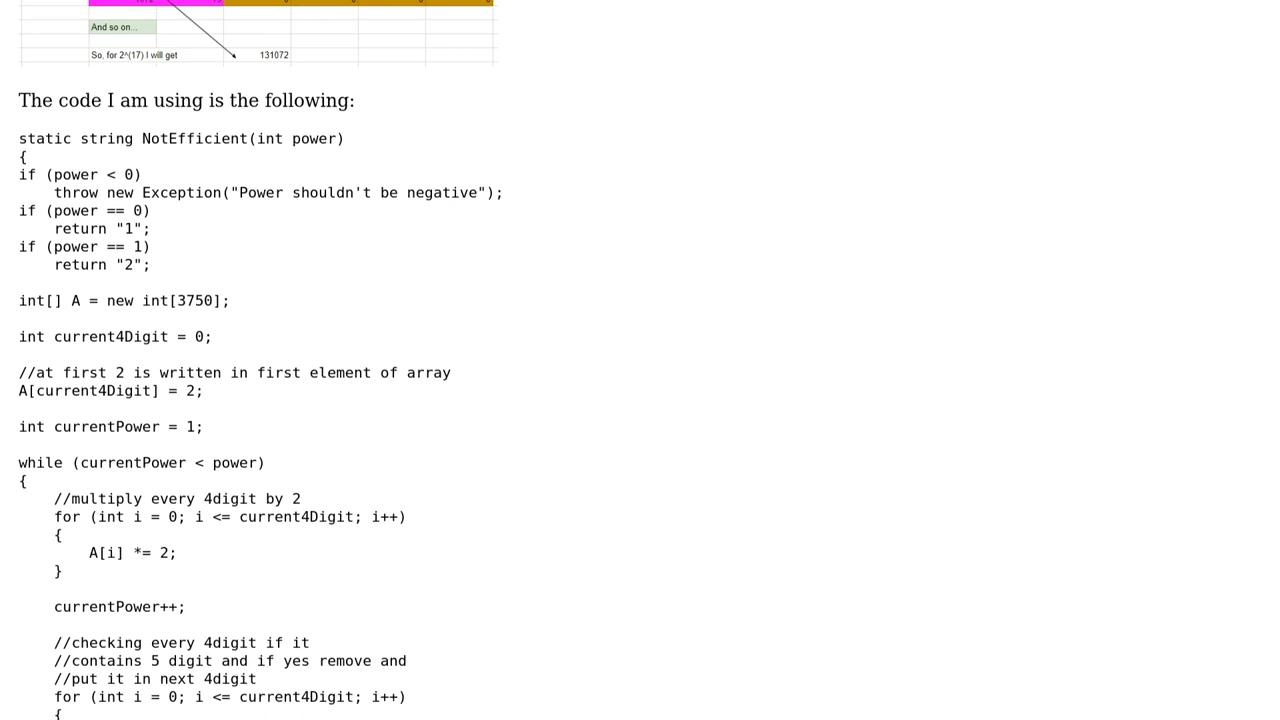 And so on...
So, for 2^(17) I will get 131072
The code I am using is the following:
static string NotEfficient(int power)
{
if (power < 0)
    throw new Exception("Power shouldn't be negative");
if (power == 0)
    return "1";
if (power == 1)
    return "2";
int[] A = new int[3750];
int current4Digit = 0;
//at first 2 is written in first element of array
A[current4Digit] = 2;
int currentPower = 1;
while (currentPower < power)
{
    //multiply every 4digit by 2
    for (int i = 0; i <= current4Digit; i++)
    {
        A[i] *= 2;
    }
    currentPower++;
    //checking every 4digit if it
    //contains 5 digit and if yes remove and
    //put it in next 4digit
    for (int i = 0; i <= current4Digit; i++)
    {